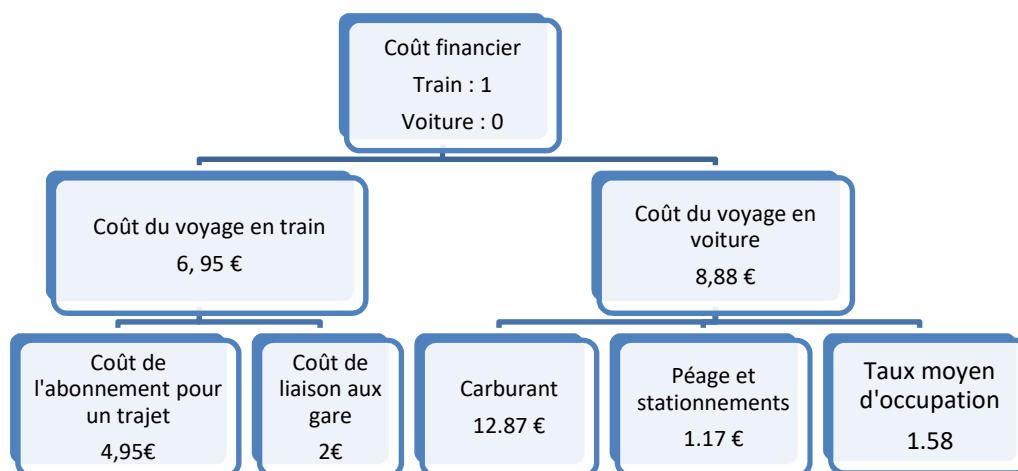 Coût financier
Train : 1
Voiture : 0
Coût du voyage en train
6, 95 €
Coût du voyage en
voiture
8,88 €
Coût de
l'abonnement pour
un trajet
4,95€
Coût de
liaison aux
gare
2€
Carburant
12.87 €
Péage et
stationnements
1.17 €
Taux moyen
d'occupation
1.58